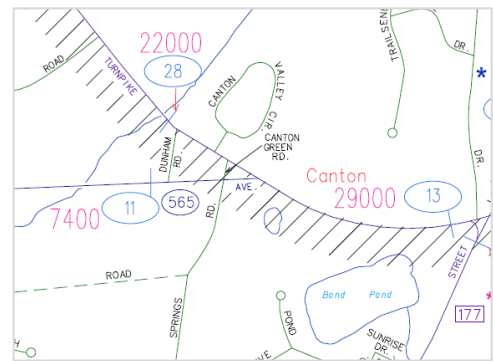 22000
28
ROAD
TURNPIKE
TRAILSEN
DR.
*
CANTON
VALLEY CIR.
CANTON
GREEN
RD.
DUNHAM
RD.
DR.
AVE.
Canton
29000
13
7400
11
565
RD.
STREET
ROAD
SPRINGS
Bond Pond
177
*
POND
SUNRISE
DR.